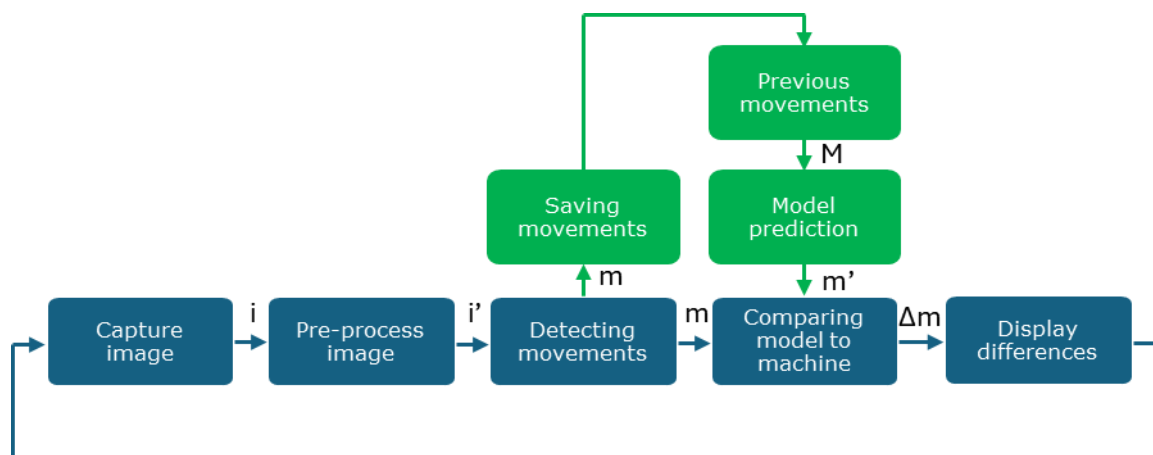 Previous
movements
M
Saving
movements
Model
prediction
m
m’
i
i’
m
Δm
Capture
image
Pre-process
image
Detecting
movements
Comparing
model to
machine
Display
differences